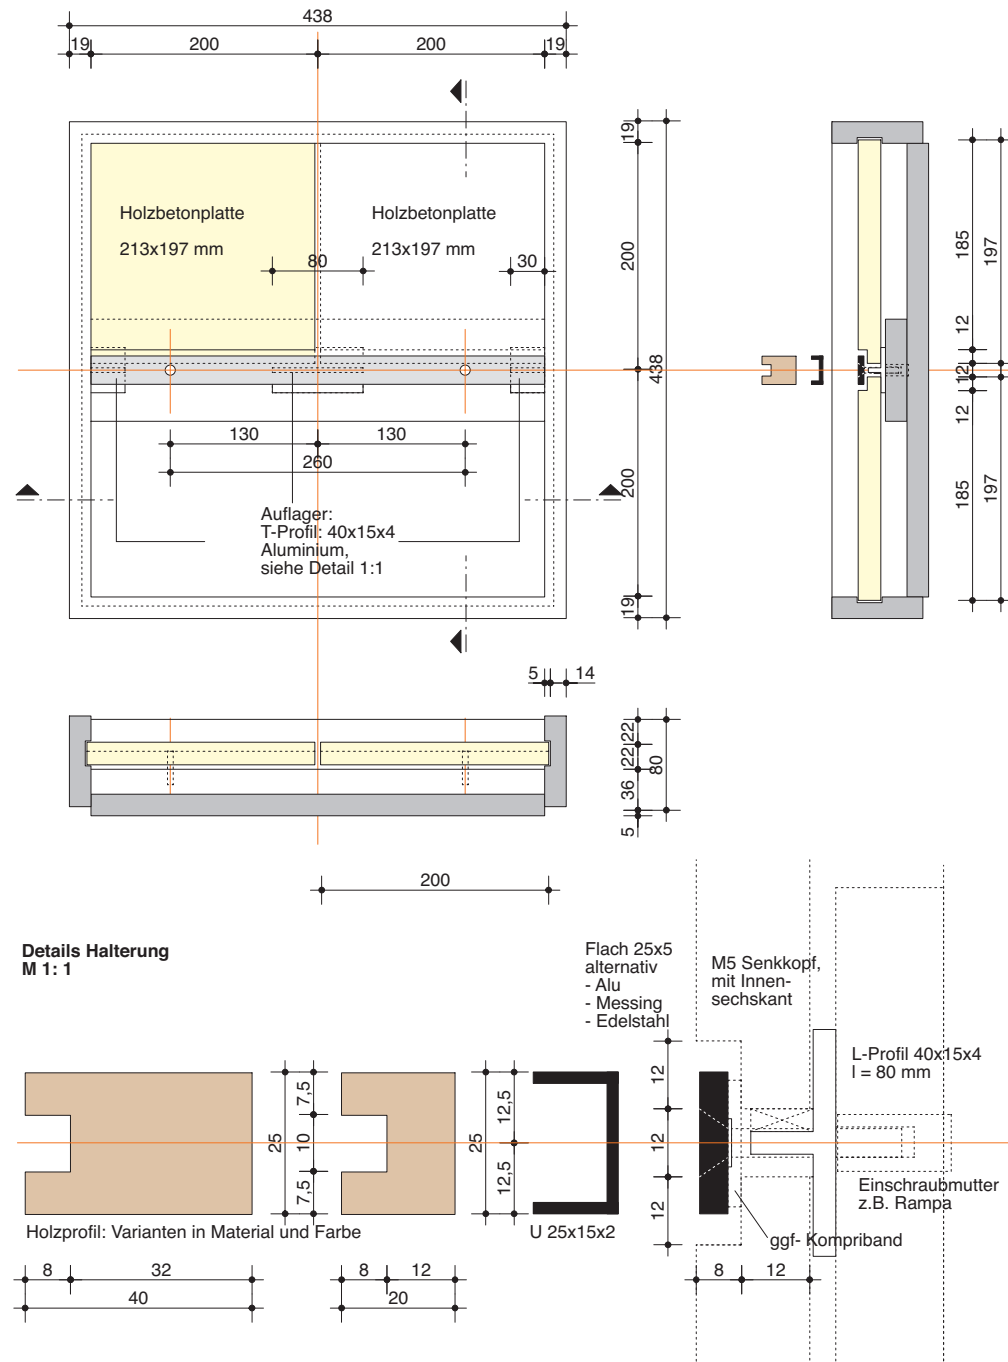 438
19
200
200
19
Holzbetonplatte
213x197 mm
Holzbetonplatte
213x197 mm
80
30
130
130
260
Auflager:
T-Profil: 40x15x4
Aluminium,
siehe Detail 1:1
19
200
438
200
19
185
197
12
12
12
185
197
5
14
22
22
80
36
5
200
Details Halterung
M 1: 1
Flach 25x5
alternativ
- Alu
- Messing
- Edelstahl
M5 Senkkopf,
mit Innen-
sechskant
L-Profil 40x15x4
l = 80 mm
7,5
25
10
7,5
12,5
25
12,5
12
12
12
Einschraubmutter
z.B. Rampa
Holzprofil: Varianten in Material und Farbe
U 25x15x2
ggf- Kompriband
8
32
40
8
12
20
8
12